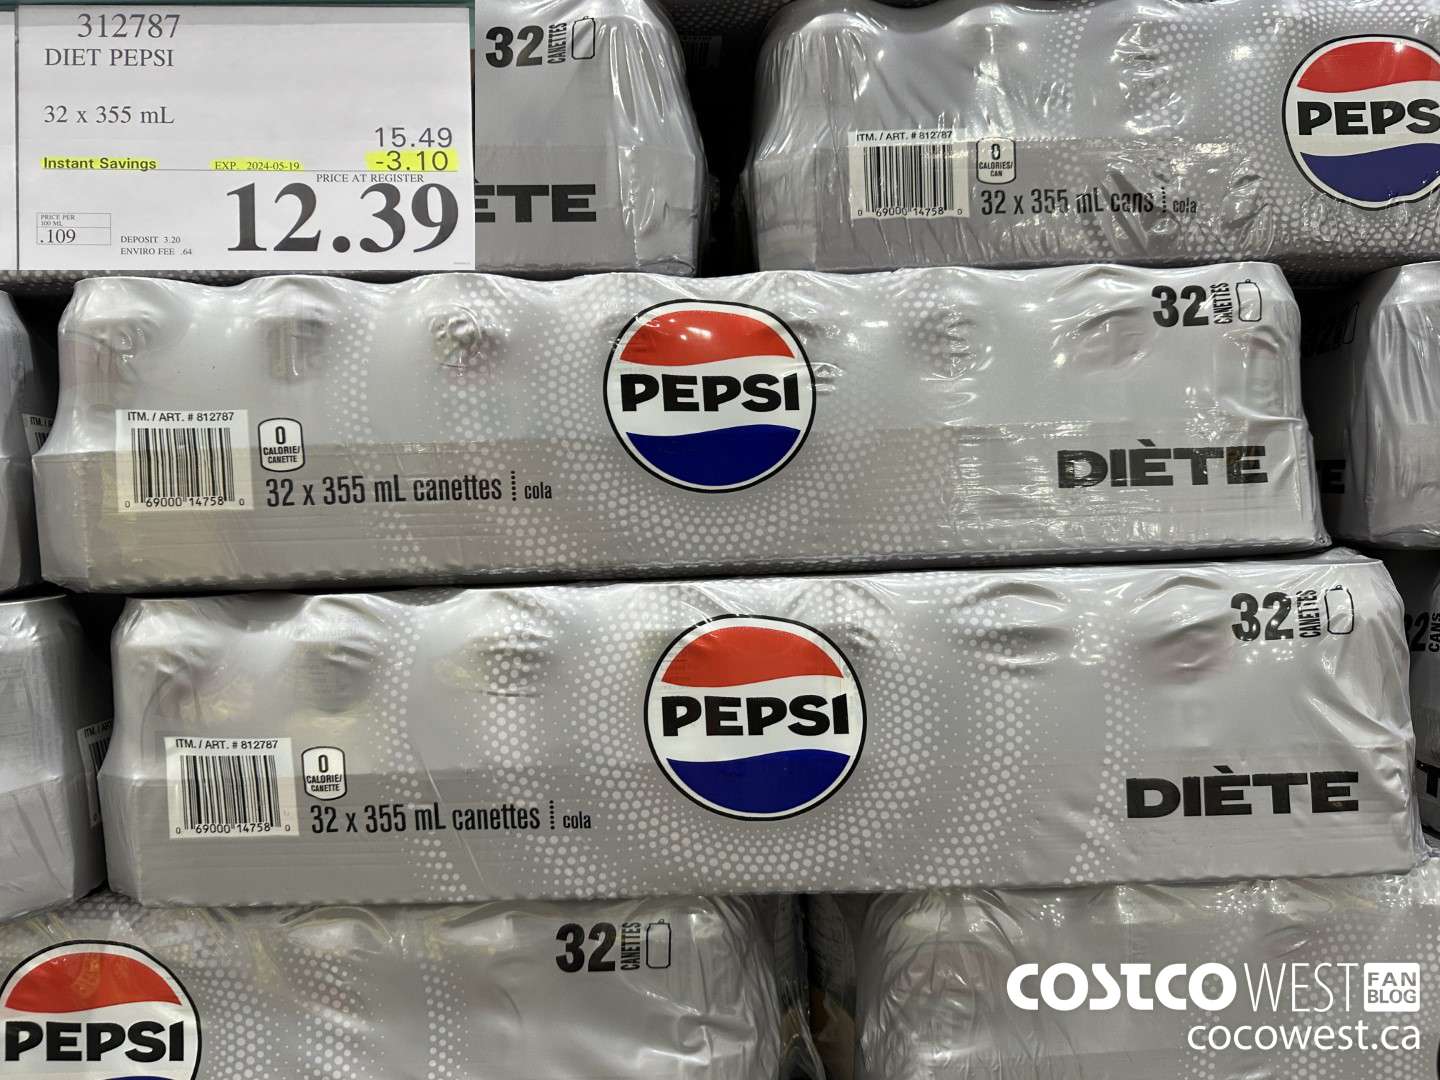 312787
DIET PEPSI
32 x 355 mL
15.49
Instant Savings EXP. 2024-05-19 -3.10
PRICE AT REGISTER
12.39
PRICE PER
100 ML
.109
DEPOSIT 3.20
ENVIRO FEE .64
32 CANETTES
ÈTE
ITM. / ART. # 812787
0 69000 14758 0
0
CALORIES/
CAN
32 x 355 mL cans cola
PEPS
32 CANETTES
PEPSI
ITM. / ART. # 812787
0 69000 14758 0
0
CALORIE/
CANETTE
32 x 355 mL canettes cola
DIÈTE
32 CANETTES
PEPSI
ITM. / ART. # 812787
0 69000 14758 0
0
CALORIE/
CANETTE
32 x 355 mL canettes cola
DIÈTE
32 CANETTES
PEPSI
COSTCO WEST FAN BLOG
cocowest.ca